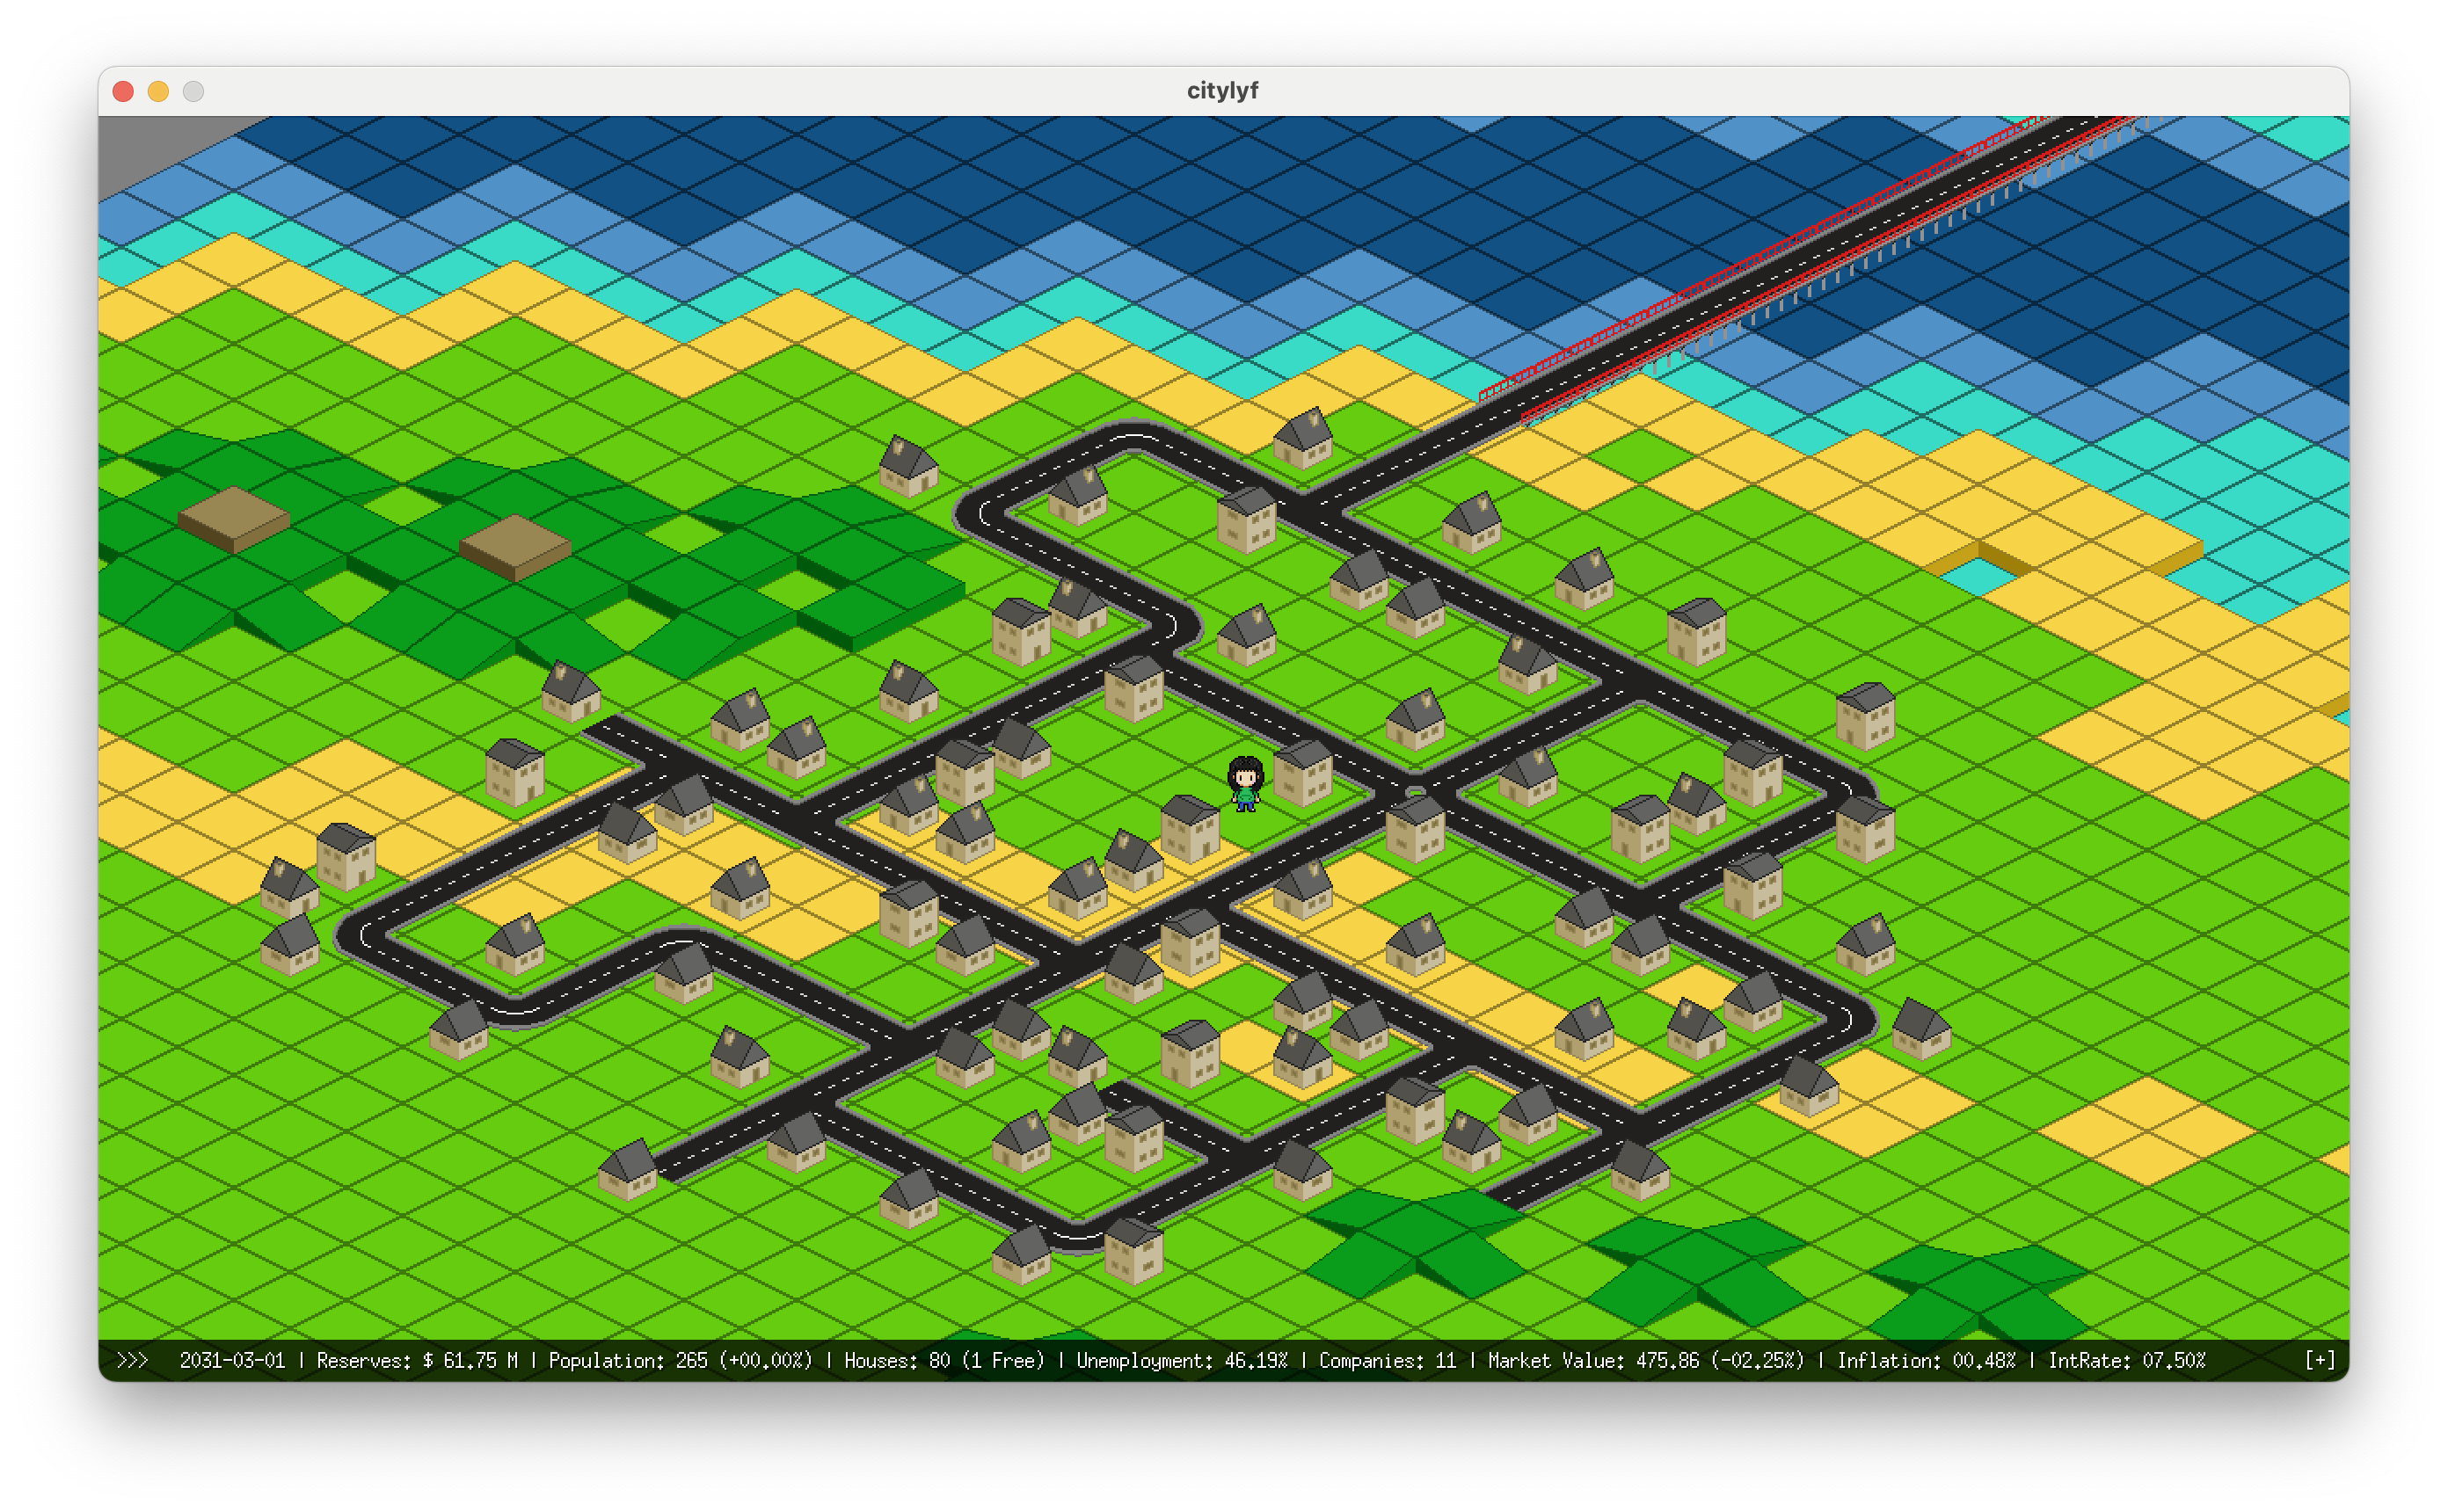 citylyf
>>> 2031-03-01 | Reserves: $ 61.75 M | Population: 265 (+00.00%) | Houses: 80 (1 Free) | Unemployment: 46.19% | Companies: 11 | Market Value: 475.86 (-02.25%) | Inflation: 00.48% | IntRate: 07.50% [+]